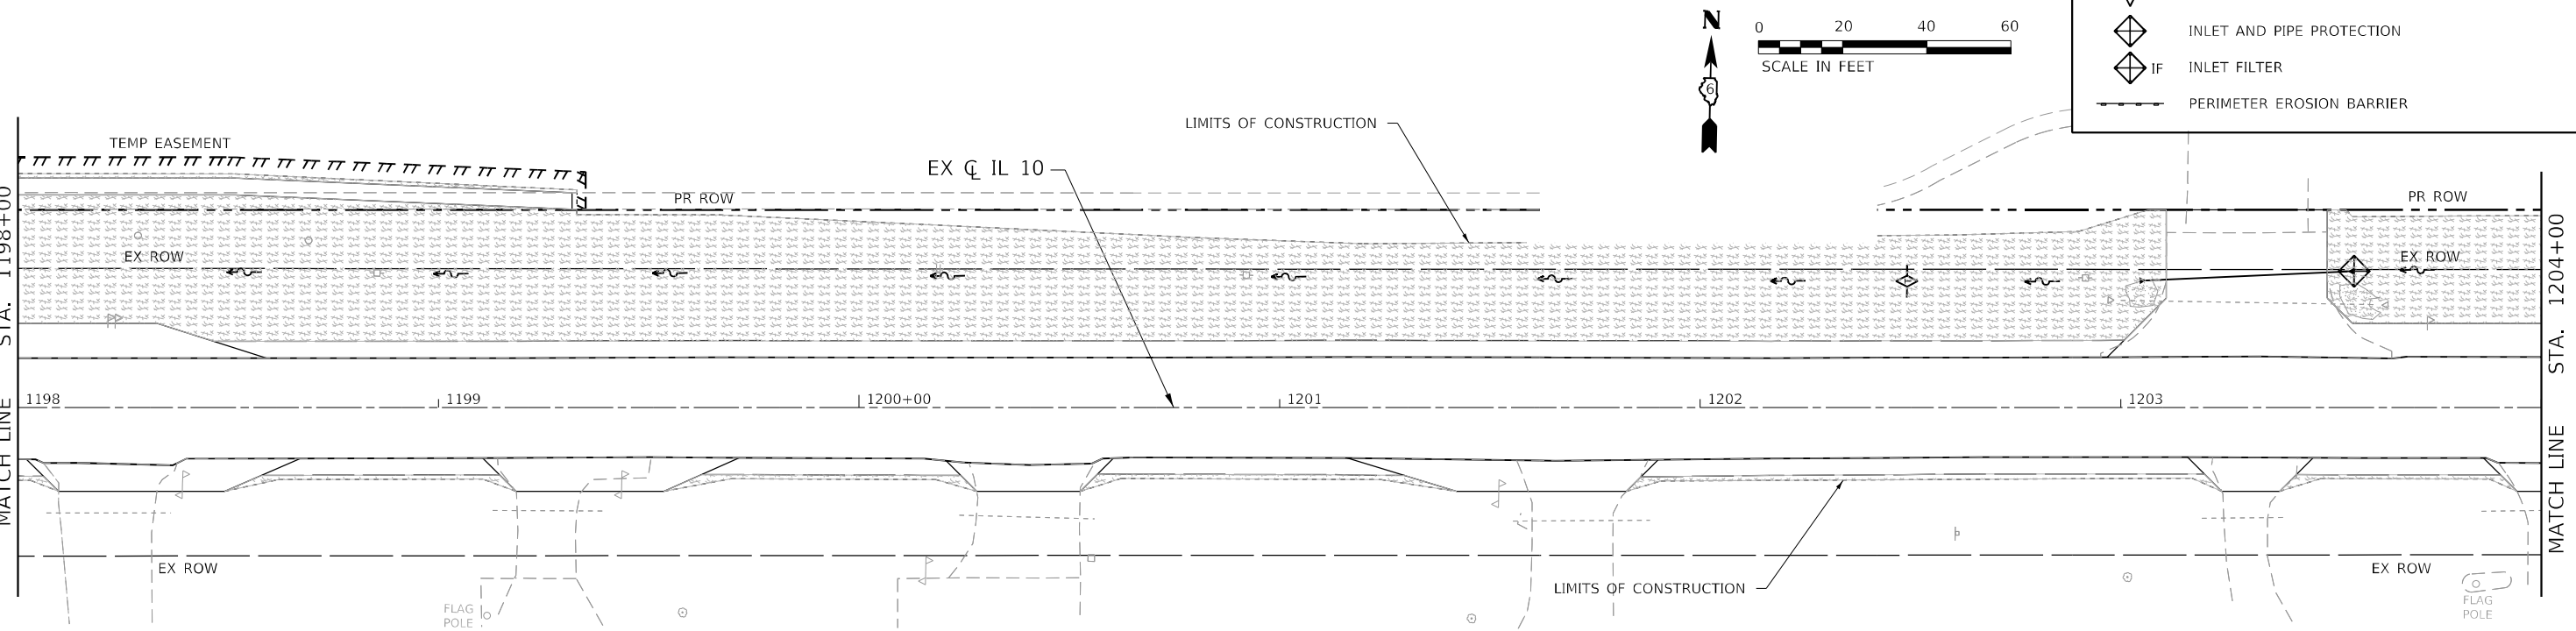 N
6
0 20 40 60
SCALE IN FEET
INLET AND PIPE PROTECTION
IF INLET FILTER
PERIMETER EROSION BARRIER
LIMITS OF CONSTRUCTION
TEMP EASEMENT
EX ℄ IL 10
PR ROW
PR ROW
EX ROW
EX ROW
MATCH LINE STA. 1198+00
MATCH LINE STA. 1204+00
1198 1199 1200+00 1201 1202 1203
EX ROW
EX ROW
LIMITS OF CONSTRUCTION
FLAG
POLE
FLAG
POLE